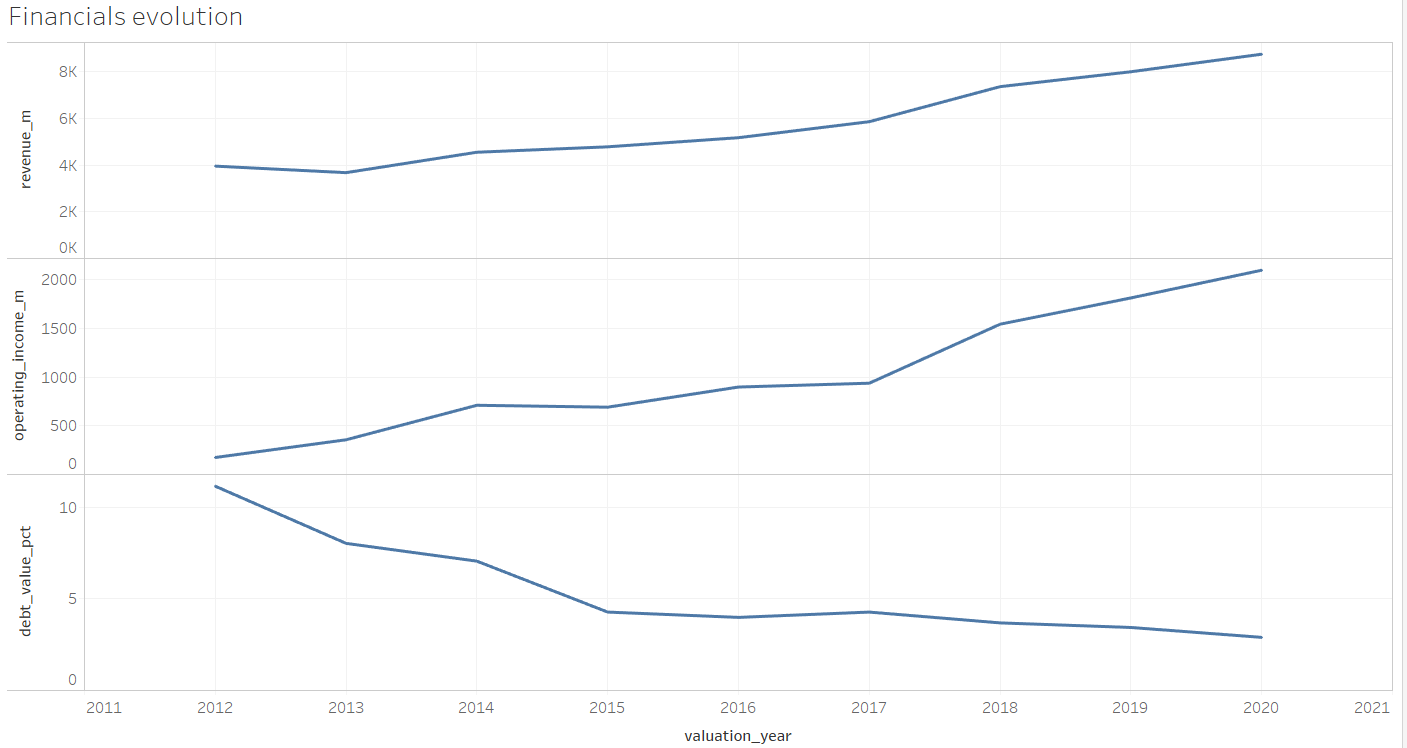 Financials evolution
8K
6K
4K
2K
0K
revenue_m
2000
1500
1000
500
0
operating_income_m
10
5
0
debt_value_pct
2011 2012 2013 2014 2015 2016 2017 2018 2019 2020 2021
valuation_year